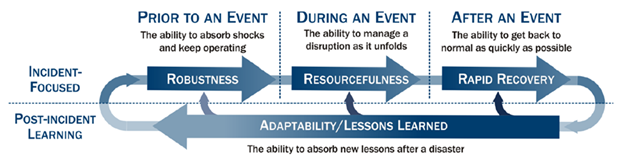 PRIOR TO AN EVENT
The ability to absorb shocks
and keep operating
DURING AN EVENT
The ability to manage a
disruption as it unfolds
AFTER AN EVENT
The ability to get back to
normal as quickly as possible
INCIDENT-
FOCUSED
ROBUSTNESS
RESOURCEFULNESS
RAPID RECOVERY
POST-INCIDENT
LEARNING
ADAPTABILITY/LESSONS LEARNED
The ability to absorb new lessons after a disaster